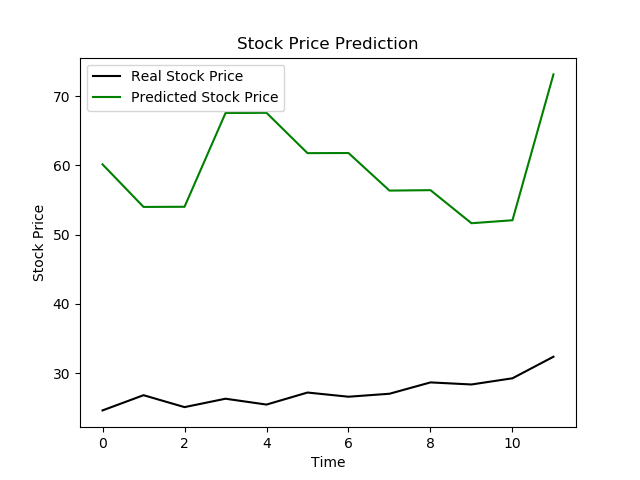 Stock Price Prediction
Real Stock Price
Predicted Stock Price
70
60
50
40
30
Stock Price
0 2 4 6 8 10
Time